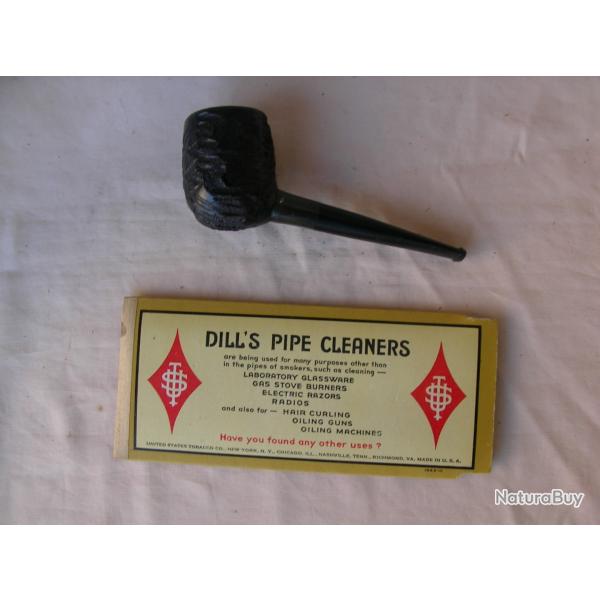 DILL'S PIPE CLEANERS
are being used for many purposes other than
in the pipes of smokers, such as cleaning —
LABORATORY GLASSWARE
GAS STOVE BURNERS
ELECTRIC RAZORS
RADIOS
and also for — HAIR CURLING
OILING GUNS
OILING MACHINES
Have you found any other uses ?
UNITED STATES TOBACCO CO., NEW YORK, N. Y., CHICAGO, ILL., NASHVILLE, TENN., RICHMOND, VA. MADE IN U. S. A.
NaturaBuy